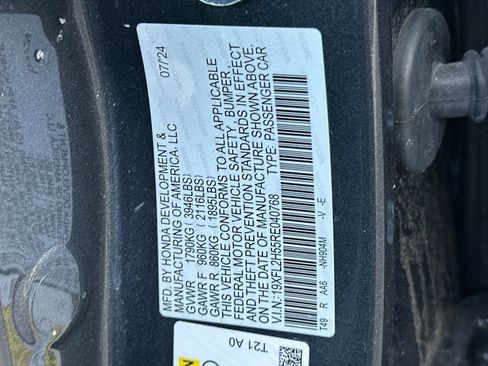 MFD. BY HONDA DEVELOPMENT & 07/'24
MANUFACTURING OF AMERICA, LLC
GVWR 1790KG ( 3946LBS)
GAWR F 960KG ( 2116LBS)
GAWR R 860KG ( 1895LBS)
THIS VEHICLE CONFORMS TO ALL APPLICABLE
FEDERAL MOTOR VEHICLE SAFETY, BUMPER,
AND THEFT PREVENTION STANDARDS IN EFFECT
ON THE DATE OF MANUFACTURE SHOWN ABOVE.
V.I.N.:19XFL2H55RE040768 TYPE: PASSENGER CAR
T49 R AA6 -NH904M -V -E
T21 A0